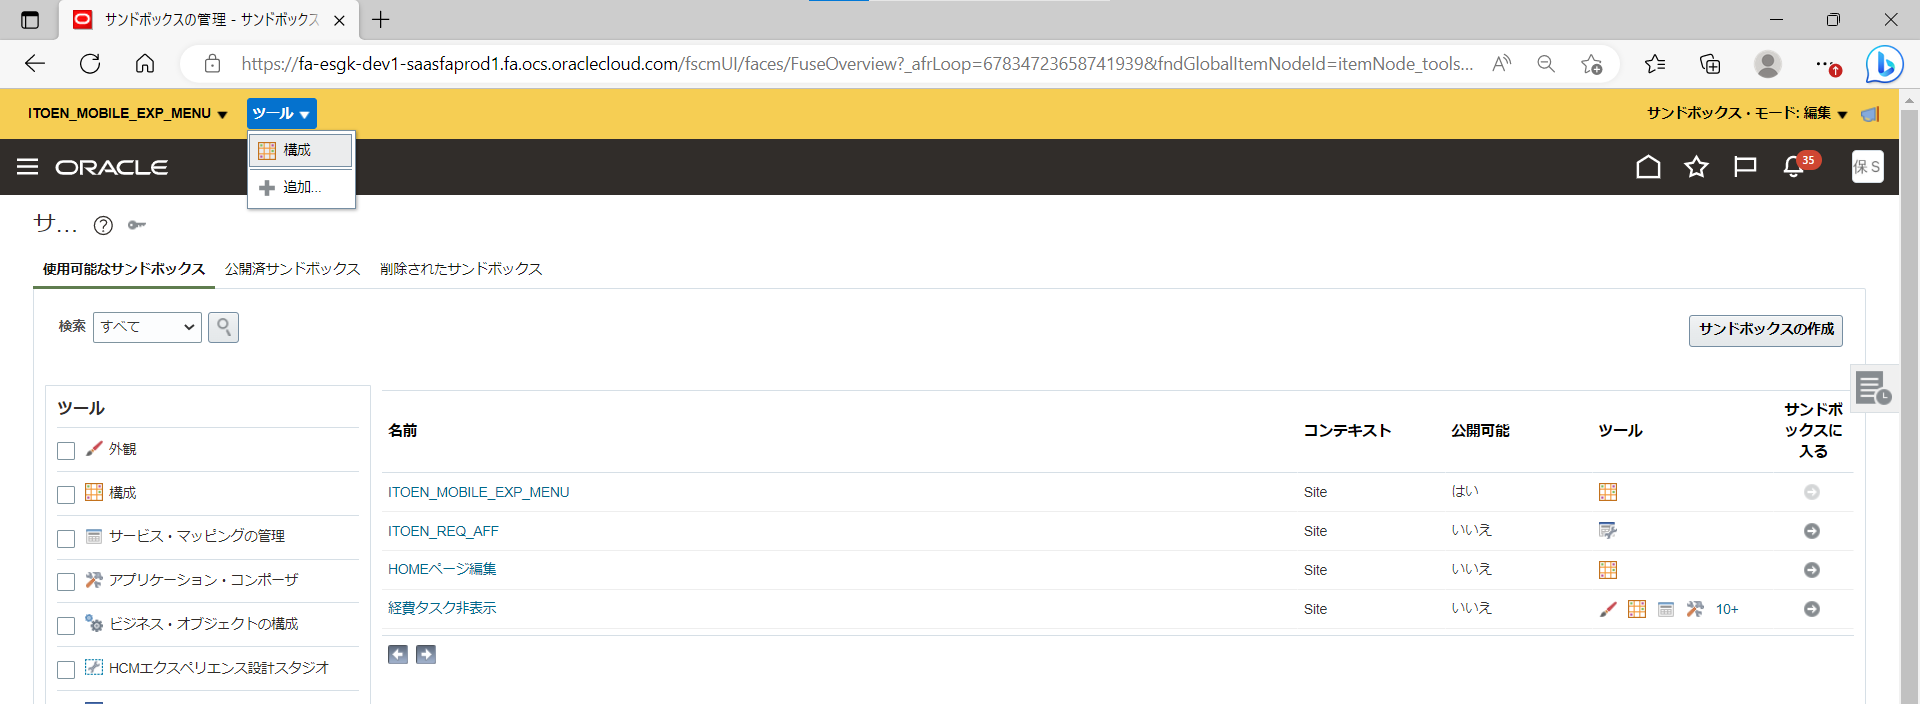 サンドボックスの管理 - サンドボックス
https://fa-esgk-dev1-saasfaprod1.fa.ocs.oraclecloud.com/fscmUI/faces/FuseOverview?_afrLoop=67834723658741939&fndGlobalItemNodeId=itemNode_tools...
ITOEN_MOBILE_EXP_MENU ツール サンドボックス・モード: 編集
構成
追加...
ORACLE 35 保 S
サ...
使用可能なサンドボックス 公開済サンドボックス 削除されたサンドボックス
検索 すべて サンドボックスの作成
ツール
外観
構成
サービス・マッピングの管理
アプリケーション・コンポーザ
ビジネス・オブジェクトの構成
HCMエクスペリエンス設計スタジオ
名前 コンテキスト 公開可能 ツール サンドボックスに入る
ITOEN_MOBILE_EXP_MENU Site はい
ITOEN_REQ_AFF Site いいえ
HOMEページ編集 Site いいえ
経費タスク非表示 Site いいえ 10+